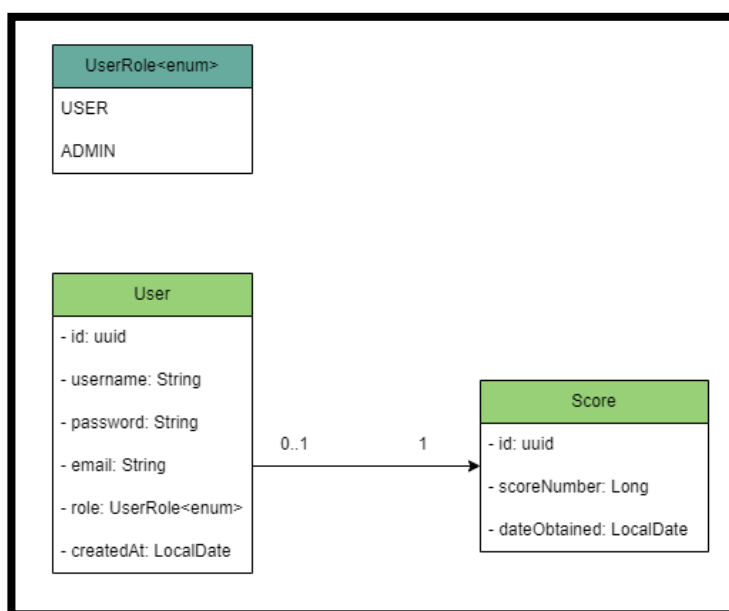 UserRole<enum>
USER
ADMIN
User
- id: uuid
- username: String
- password: String
- email: String
- role: UserRole<enum>
- createdAt: LocalDate
0..1
1
Score
- id: uuid
- scoreNumber: Long
- dateObtained: LocalDate